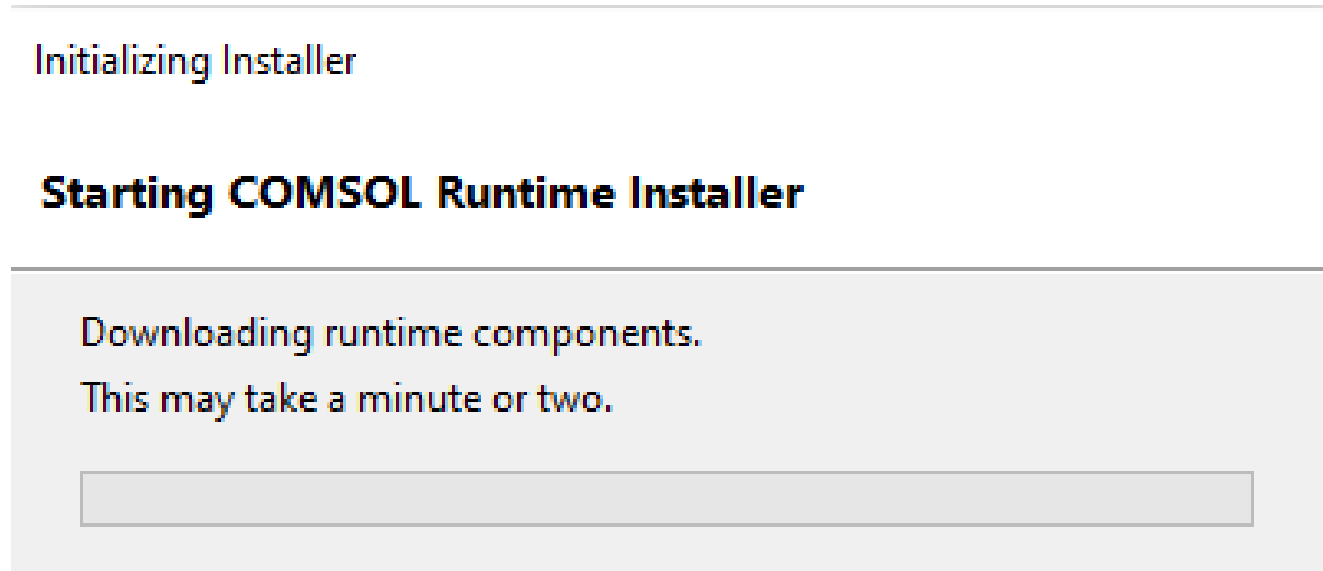 Initializing Installer
Starting COMSOL Runtime Installer
Downloading runtime components.
This may take a minute or two.